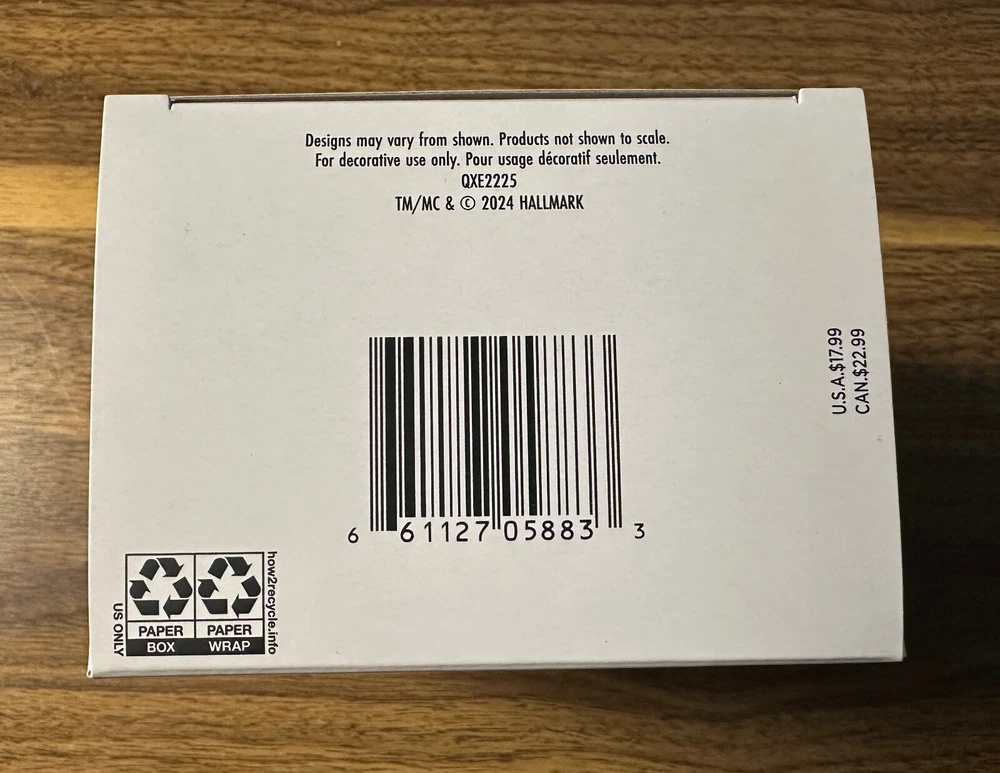 Designs may vary from shown. Products not shown to scale.
For decorative use only. Pour usage décoratif seulement.
QXE2225
TM/MC & © 2024 HALLMARK
U.S.A.$17.99
CAN.$22.99
6 61127 05883 3
how2recycle.info
US ONLY
PAPER PAPER
BOX WRAP